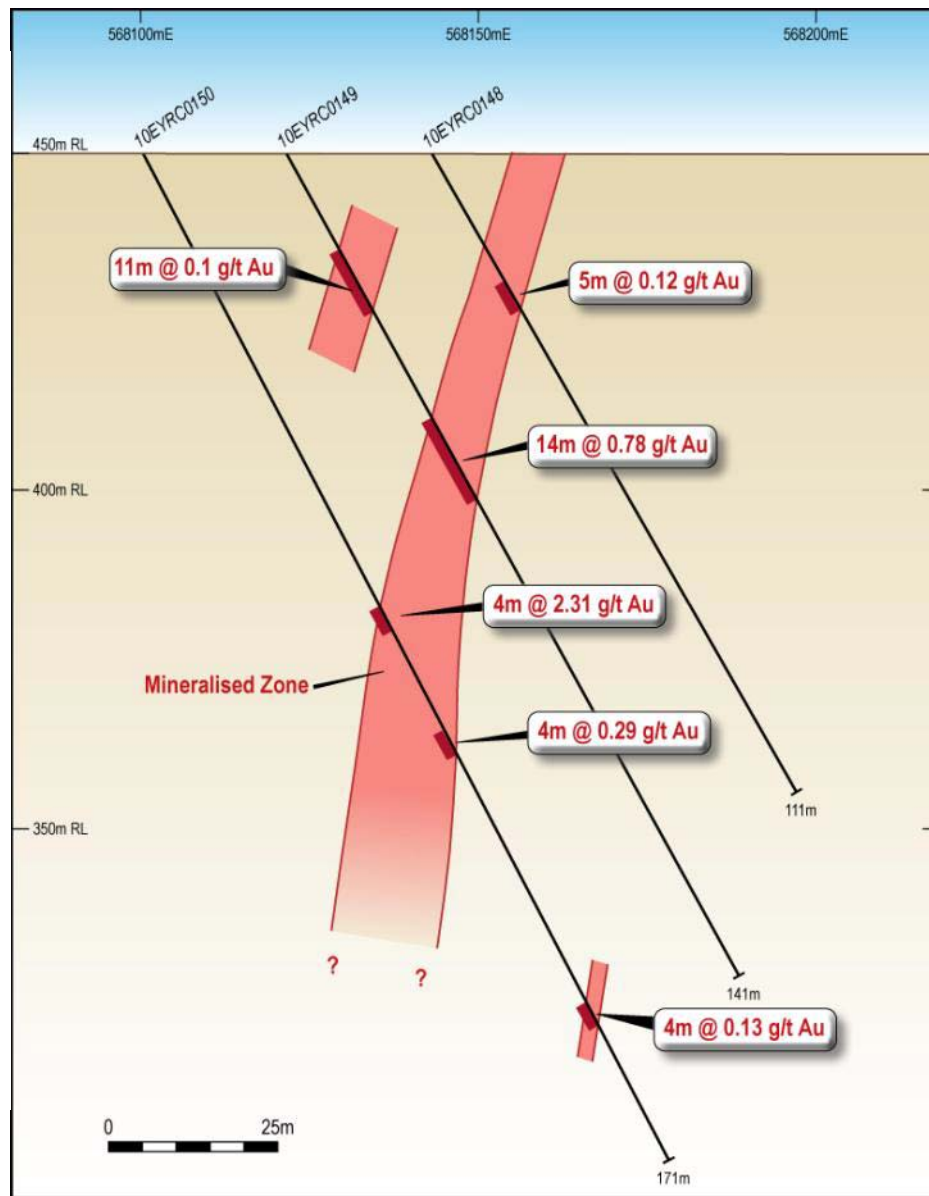 568100mE
568150mE
568200mE
10EYRC0150
10EYRC0149
10EYRC0148
450m RL
11m @ 0.1 g/t Au
5m @ 0.12 g/t Au
14m @ 0.78 g/t Au
400m RL
4m @ 2.31 g/t Au
Mineralised Zone
4m @ 0.29 g/t Au
111m
350m RL
?
?
141m
4m @ 0.13 g/t Au
0
25m
171m